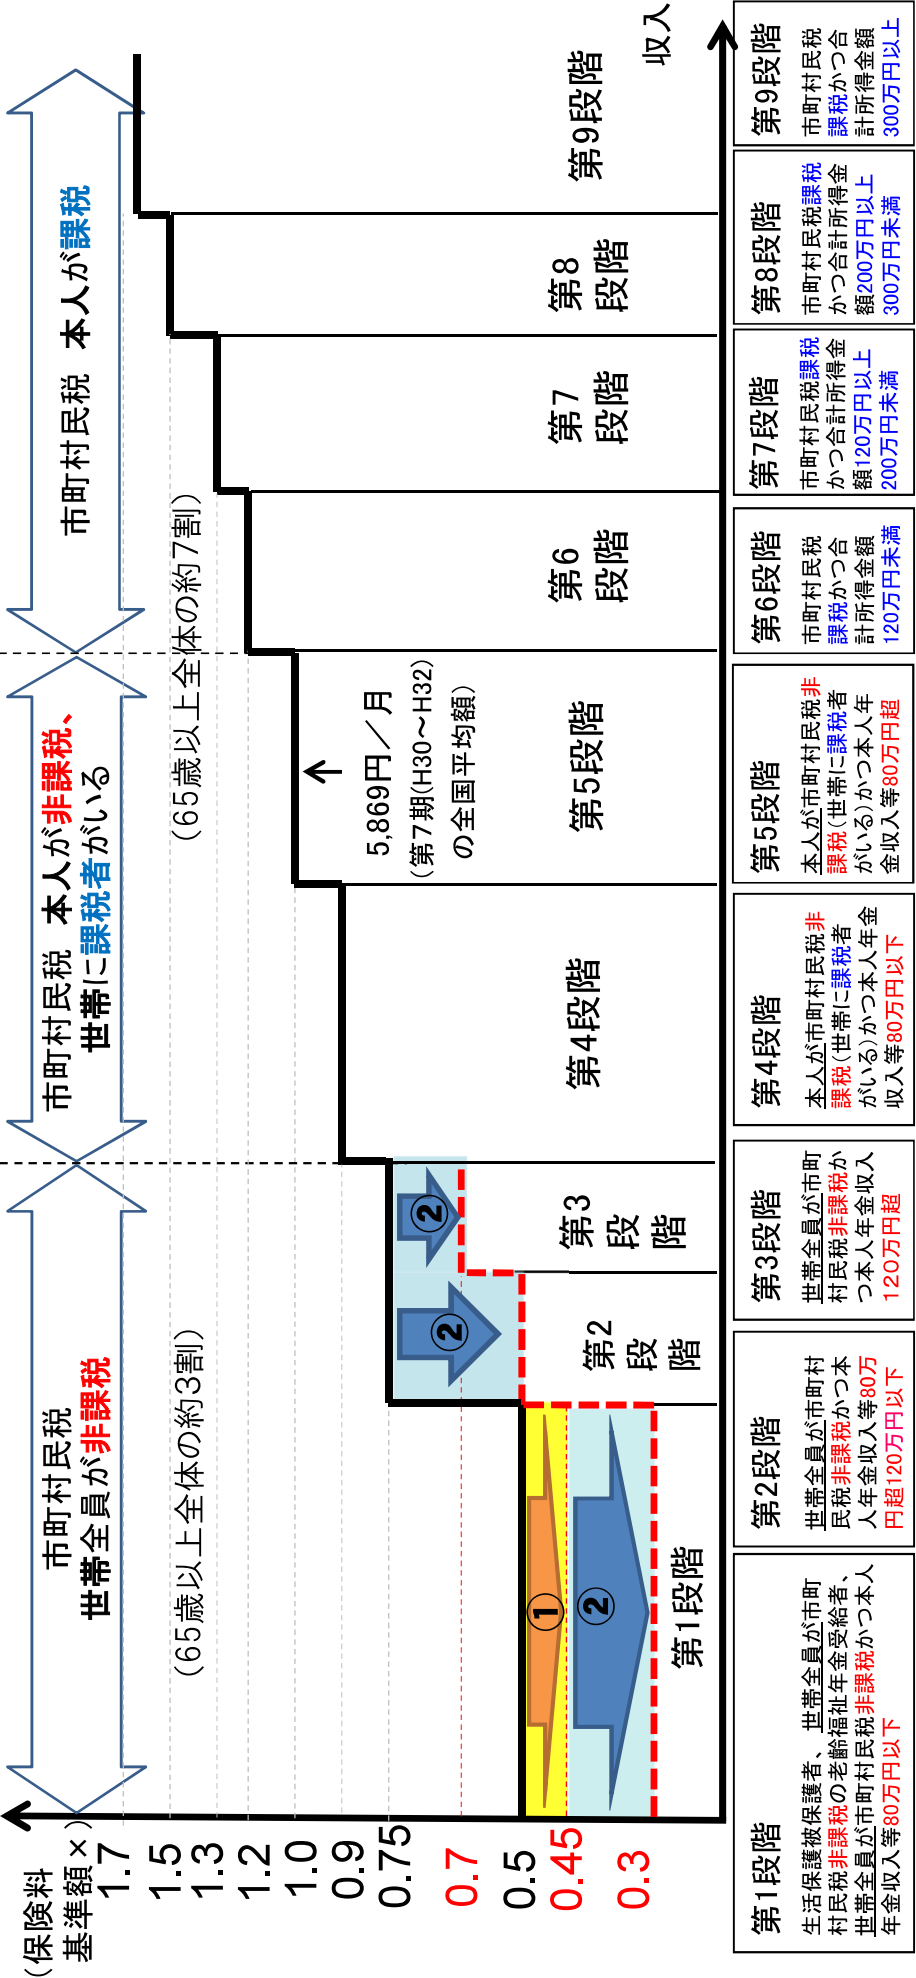 (保険料
基準額×)
1.7
1.5
1.3
1.2
1.0
0.9
0.75
0.7
0.5
0.45
0.3
市町村民税
世帯全員が非課税
(65歳以上全体の約3割)
市町村民税 本人が非課税、
世帯に課税者がいる
市町村民税 本人が課税
(65歳以上全体の約7割)
5,869円/月
(第7期(H30~H32)
の全国平均額)
①
②
②
②
第1段階
第2
段
階
第3
段
階
第4段階
第5段階
第6
段階
第7
段階
第8
段階
第9段階
収入
第1段階
生活保護被保護者、世帯全員が市町
村民税非課税の老齢福祉年金受給者、
世帯全員が市町村民税非課税かつ本人
年金収入等80万円以下
第2段階
世帯全員が市町村
民税非課税かつ本
人年金収入等80万
円超120万円以下
第3段階
世帯全員が市町
村民税非課税か
つ本人年金収入
120万円超
第4段階
本人が市町村民税非
課税(世帯に課税者
がいる)かつ本人年金
収入等80万円以下
第5段階
本人が市町村民税非
課税(世帯に課税者
がいる)かつ本人年
金収入等80万円超
第6段階
市町村民税
課税かつ合
計所得金額
120万円未満
第7段階
市町村民税課税
かつ合計所得金
額120万円以上
200万円未満
第8段階
市町村民税課税
かつ合計所得金
額200万円以上
300万円未満
第9段階
市町村民税
課税かつ合
計所得金額
300万円以上